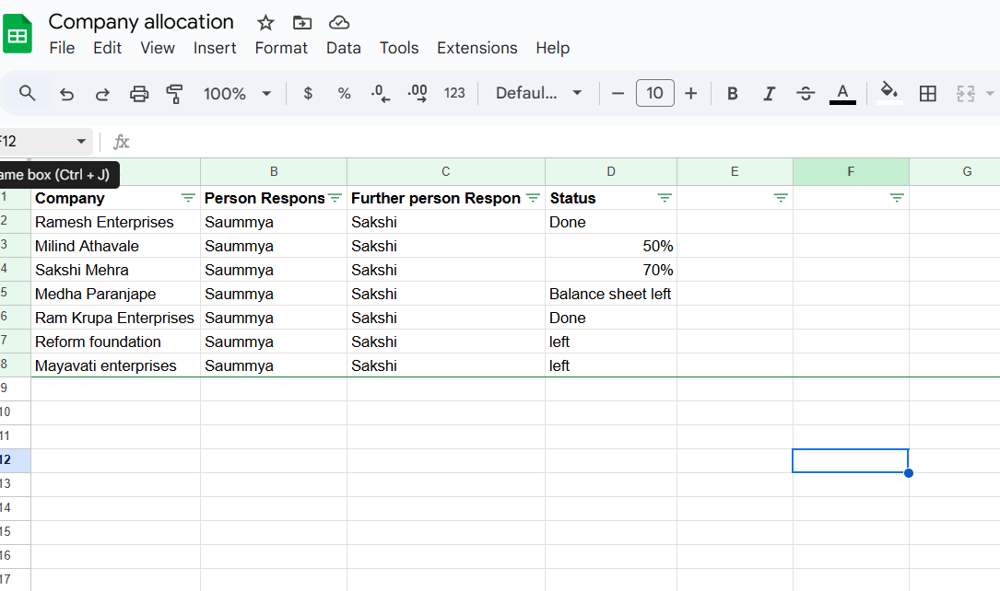 Company allocation
File Edit View Insert Format Data Tools Extensions Help
100% $ % .0 .00 123 Defaul... 10 B I A
F12 fx
ame box (Ctrl + J)
B C D E F G
1 Company Person Respons Further person Respon Status
2 Ramesh Enterprises Saummya Sakshi Done
3 Milind Athavale Saummya Sakshi 50%
4 Sakshi Mehra Saummya Sakshi 70%
5 Medha Paranjape Saummya Sakshi Balance sheet left
6 Ram Krupa Enterprises Saummya Sakshi Done
7 Reform foundation Saummya Sakshi left
8 Mayavati enterprises Saummya Sakshi left
9
10
11
12
13
14
15
16
17